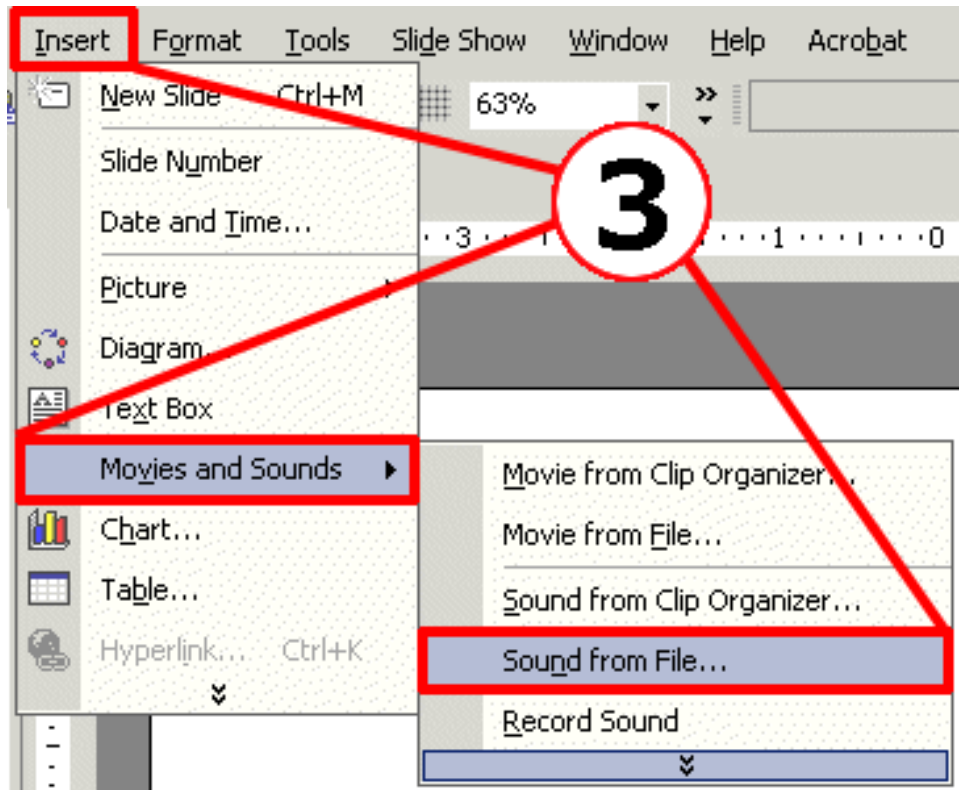 Insert Format Tools Slide Show Window Help Acrobat
New Slide Ctrl+M
63%
Slide Number
Date and Time...
3 1 0
3
Picture
Diagram...
Text Box
Movies and Sounds
Chart...
Table...
Hyperlink... Ctrl+K
Movie from Clip Organizer...
Movie from File...
Sound from Clip Organizer...
Sound from File...
Record Sound